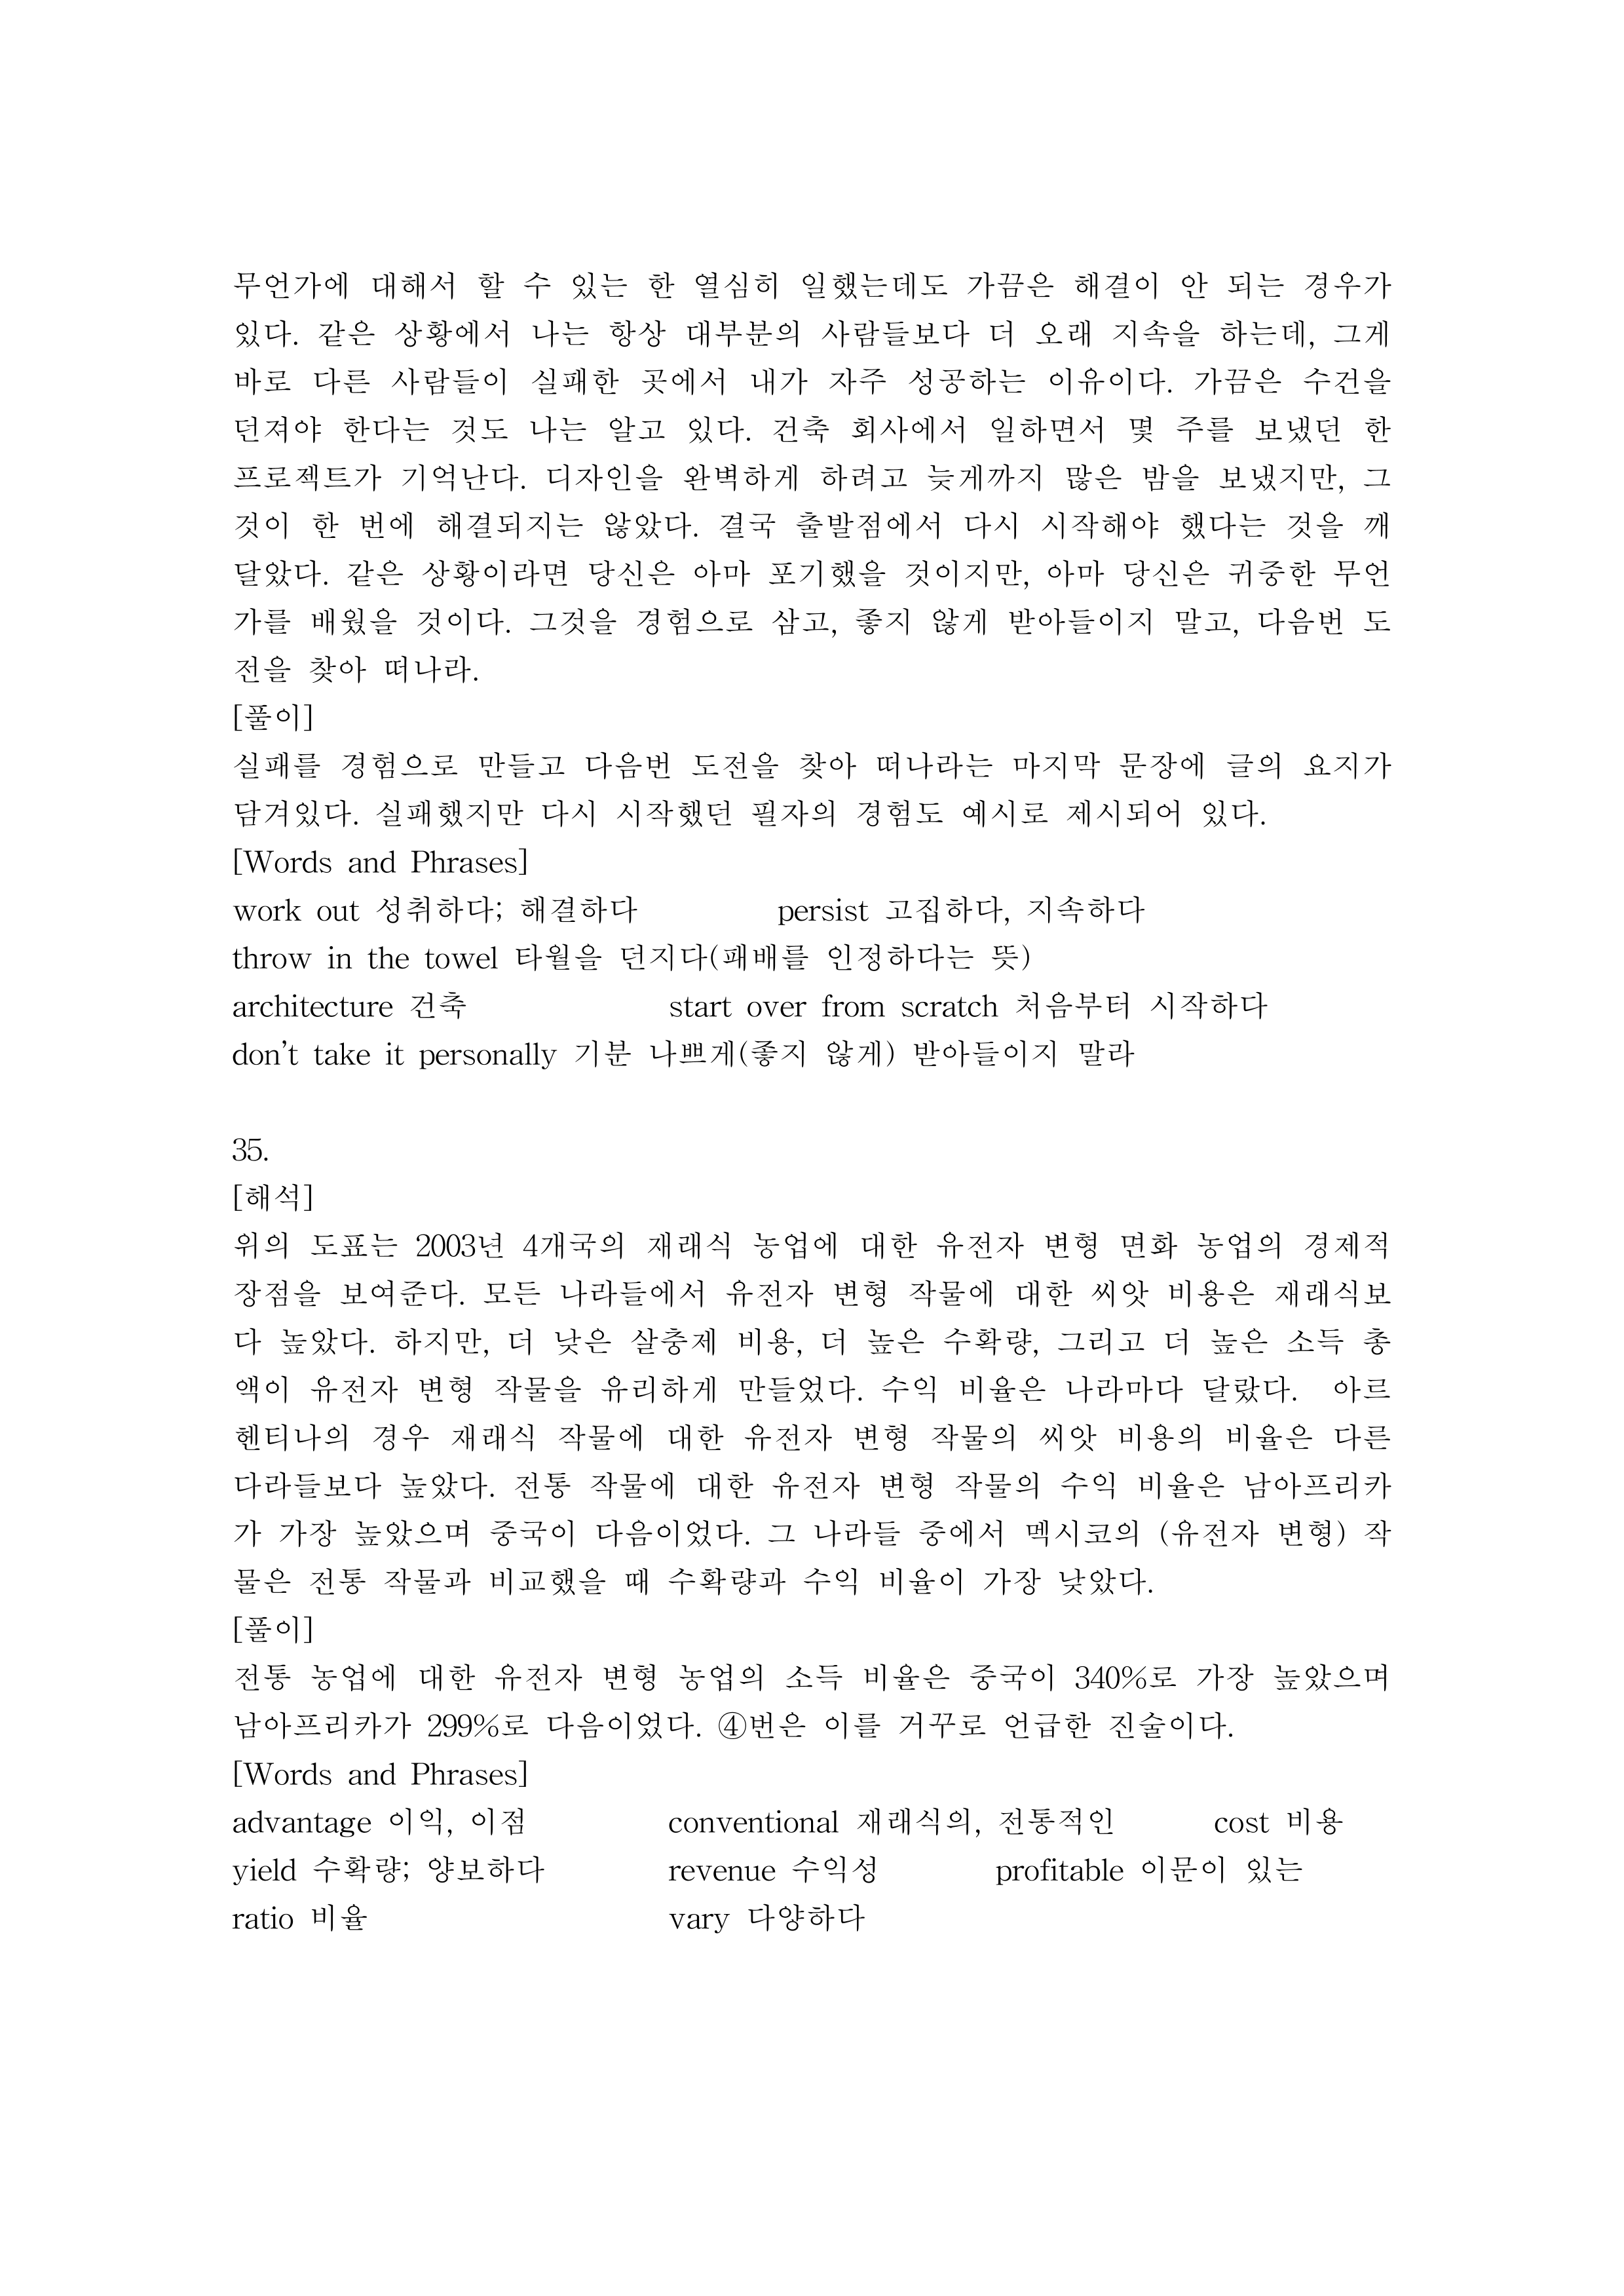 무언가에 대해서 할 수 있는 한 열심히 일했는데도 가끔은 해결이 안 되는 경우가
있다. 같은 상황에서 나는 항상 대부분의 사람들보다 더 오래 지속을 하는데, 그게
바로 다른 사람들이 실패한 곳에서 내가 자주 성공하는 이유이다. 가끔은 수건을
던져야 한다는 것도 나는 알고 있다. 건축 회사에서 일하면서 몇 주를 보냈던 한
프로젝트가 기억난다. 디자인을 완벽하게 하려고 늦게까지 많은 밤을 보냈지만, 그
것이 한 번에 해결되지는 않았다. 결국 출발점에서 다시 시작해야 했다는 것을 깨
달았다. 같은 상황이라면 당신은 아마 포기했을 것이지만, 아마 당신은 귀중한 무언
가를 배웠을 것이다. 그것을 경험으로 삼고, 좋지 않게 받아들이지 말고, 다음번 도
전을 찾아 떠나라.
[풀이]
실패를 경험으로 만들고 다음번 도전을 찾아 떠나라는 마지막 문장에 글의 요지가
담겨있다. 실패했지만 다시 시작했던 필자의 경험도 예시로 제시되어 있다.
[Words and Phrases]
work out 성취하다; 해결하다 persist 고집하다, 지속하다
throw in the towel 타월을 던지다(패배를 인정하다는 뜻)
architecture 건축 start over from scratch 처음부터 시작하다
don't take it personally 기분 나쁘게(좋지 않게) 받아들이지 말라
35.
[해석]
위의 도표는 2003년 4개국의 재래식 농업에 대한 유전자 변형 면화 농업의 경제적
장점을 보여준다. 모든 나라들에서 유전자 변형 작물에 대한 씨앗 비용은 재래식보
다 높았다. 하지만, 더 낮은 살충제 비용, 더 높은 수확량, 그리고 더 높은 소득 총
액이 유전자 변형 작물을 유리하게 만들었다. 수익 비율은 나라마다 달랐다. 아르
헨티나의 경우 재래식 작물에 대한 유전자 변형 작물의 씨앗 비용의 비율은 다른
다라들보다 높았다. 전통 작물에 대한 유전자 변형 작물의 수익 비율은 남아프리카
가 가장 높았으며 중국이 다음이었다. 그 나라들 중에서 멕시코의 (유전자 변형) 작
물은 전통 작물과 비교했을 때 수확량과 수익 비율이 가장 낮았다.
[풀이]
전통 농업에 대한 유전자 변형 농업의 소득 비율은 중국이 340%로 가장 높았으며
남아프리카가 299%로 다음이었다. ④번은 이를 거꾸로 언급한 진술이다.
[Words and Phrases]
advantage 이익, 이점 conventional 재래식의, 전통적인 cost 비용
yield 수확량; 양보하다 revenue 수익성 profitable 이문이 있는
ratio 비율 vary 다양하다